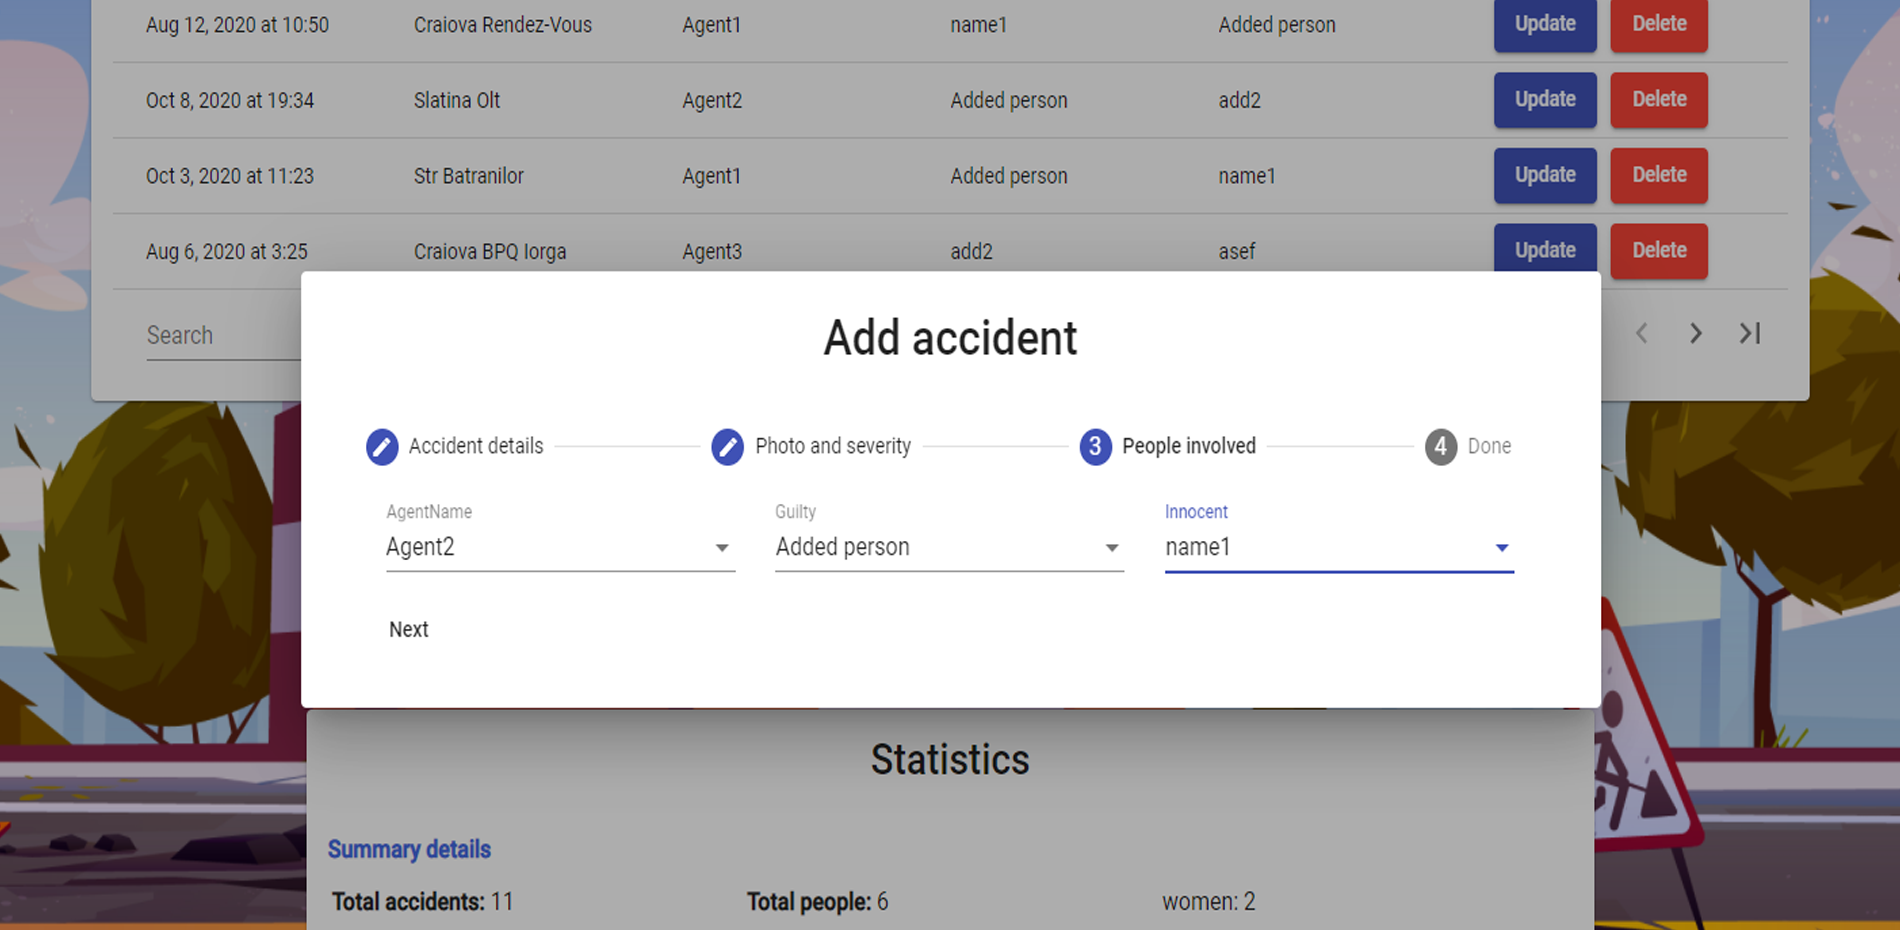 Aug 12, 2020 at 10:50 Craiova Rendez-Vous Agent1 name1 Added person Update Delete
Oct 8, 2020 at 19:34 Slatina Olt Agent2 Added person add2 Update Delete
Oct 3, 2020 at 11:23 Str Batranilor Agent1 Added person name1 Update Delete
Aug 6, 2020 at 3:25 Craiova BPQ Iorga Agent3 add2 asef Update Delete
Search
Add accident
Accident details Photo and severity 3 People involved 4 Done
AgentName Guilty Innocent
Agent2 Added person name1
Next
Statistics
Summary details
Total accidents: 11 Total people: 6 women: 2